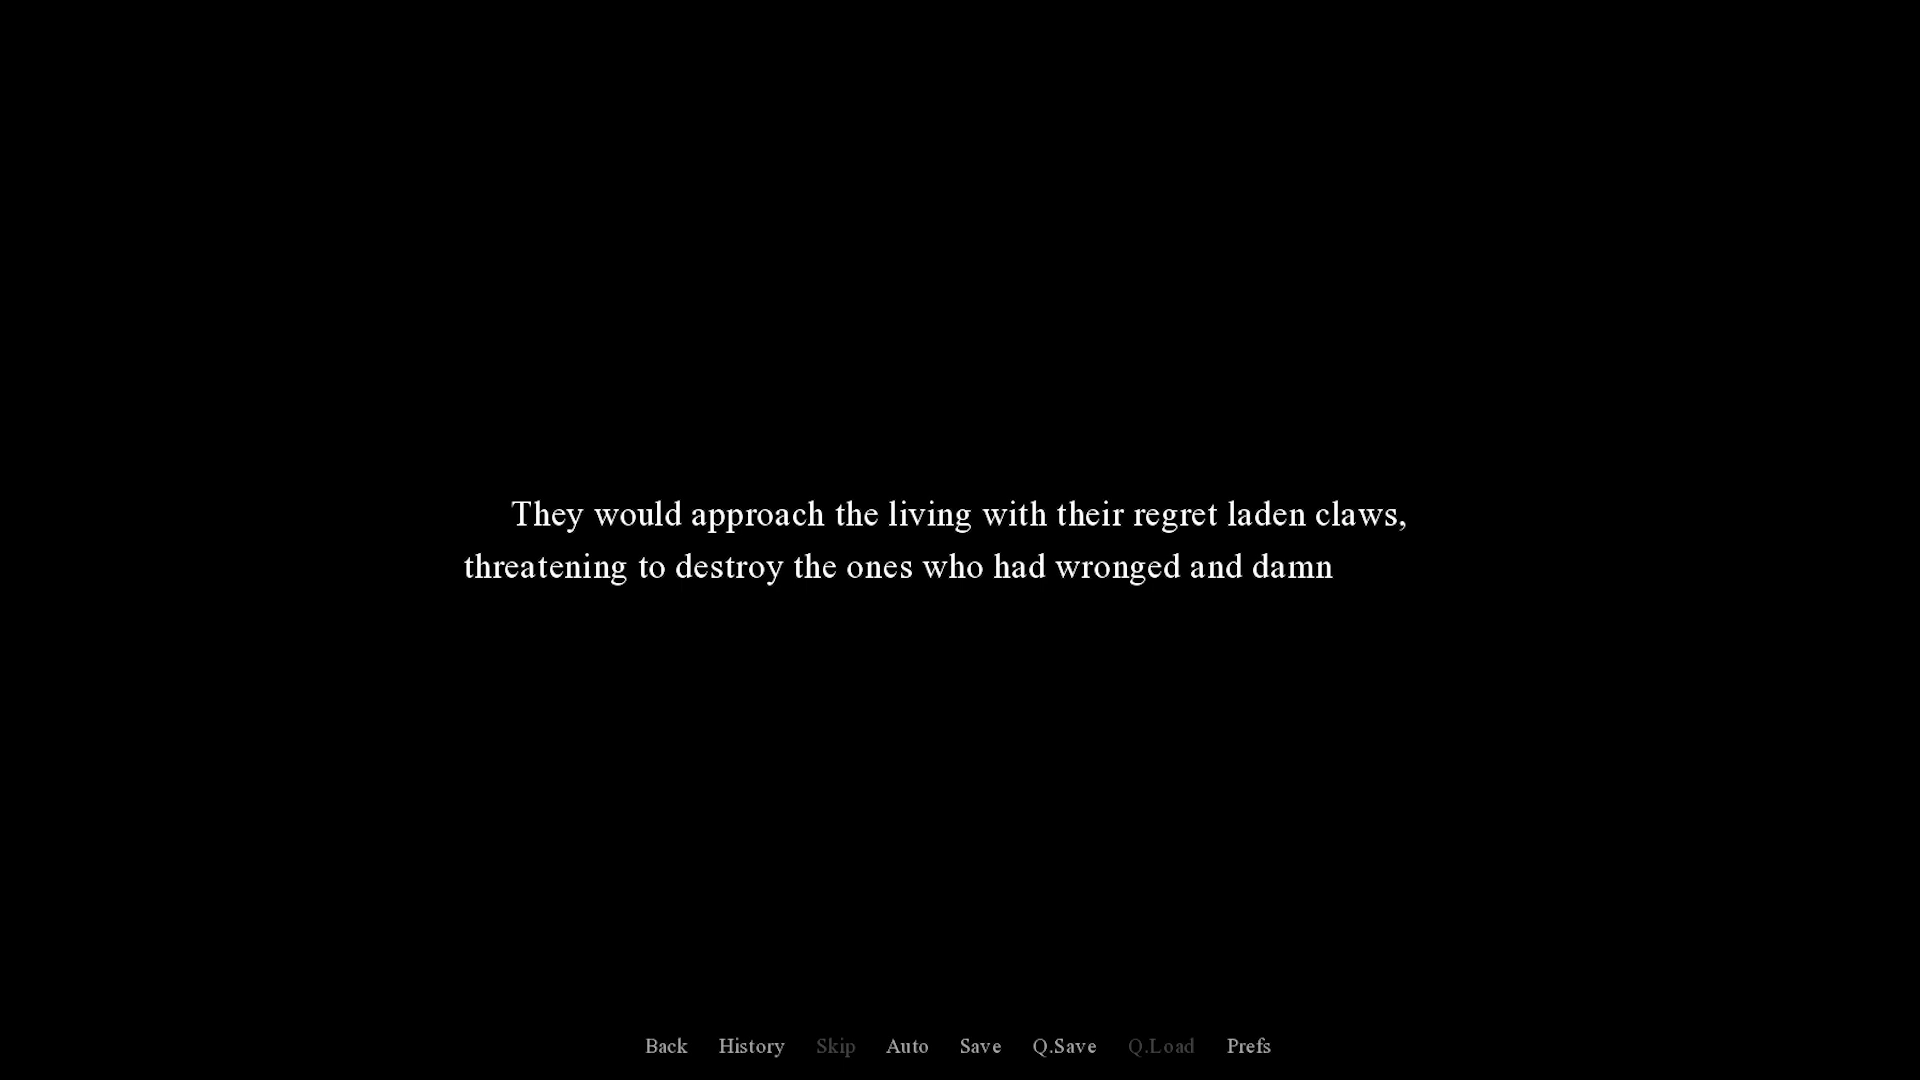 They would approach the living with their regret laden claws,
threatening to destroy the ones who had wronged and damn
Back History Skip Auto Save Q.Save Q.Load Prefs